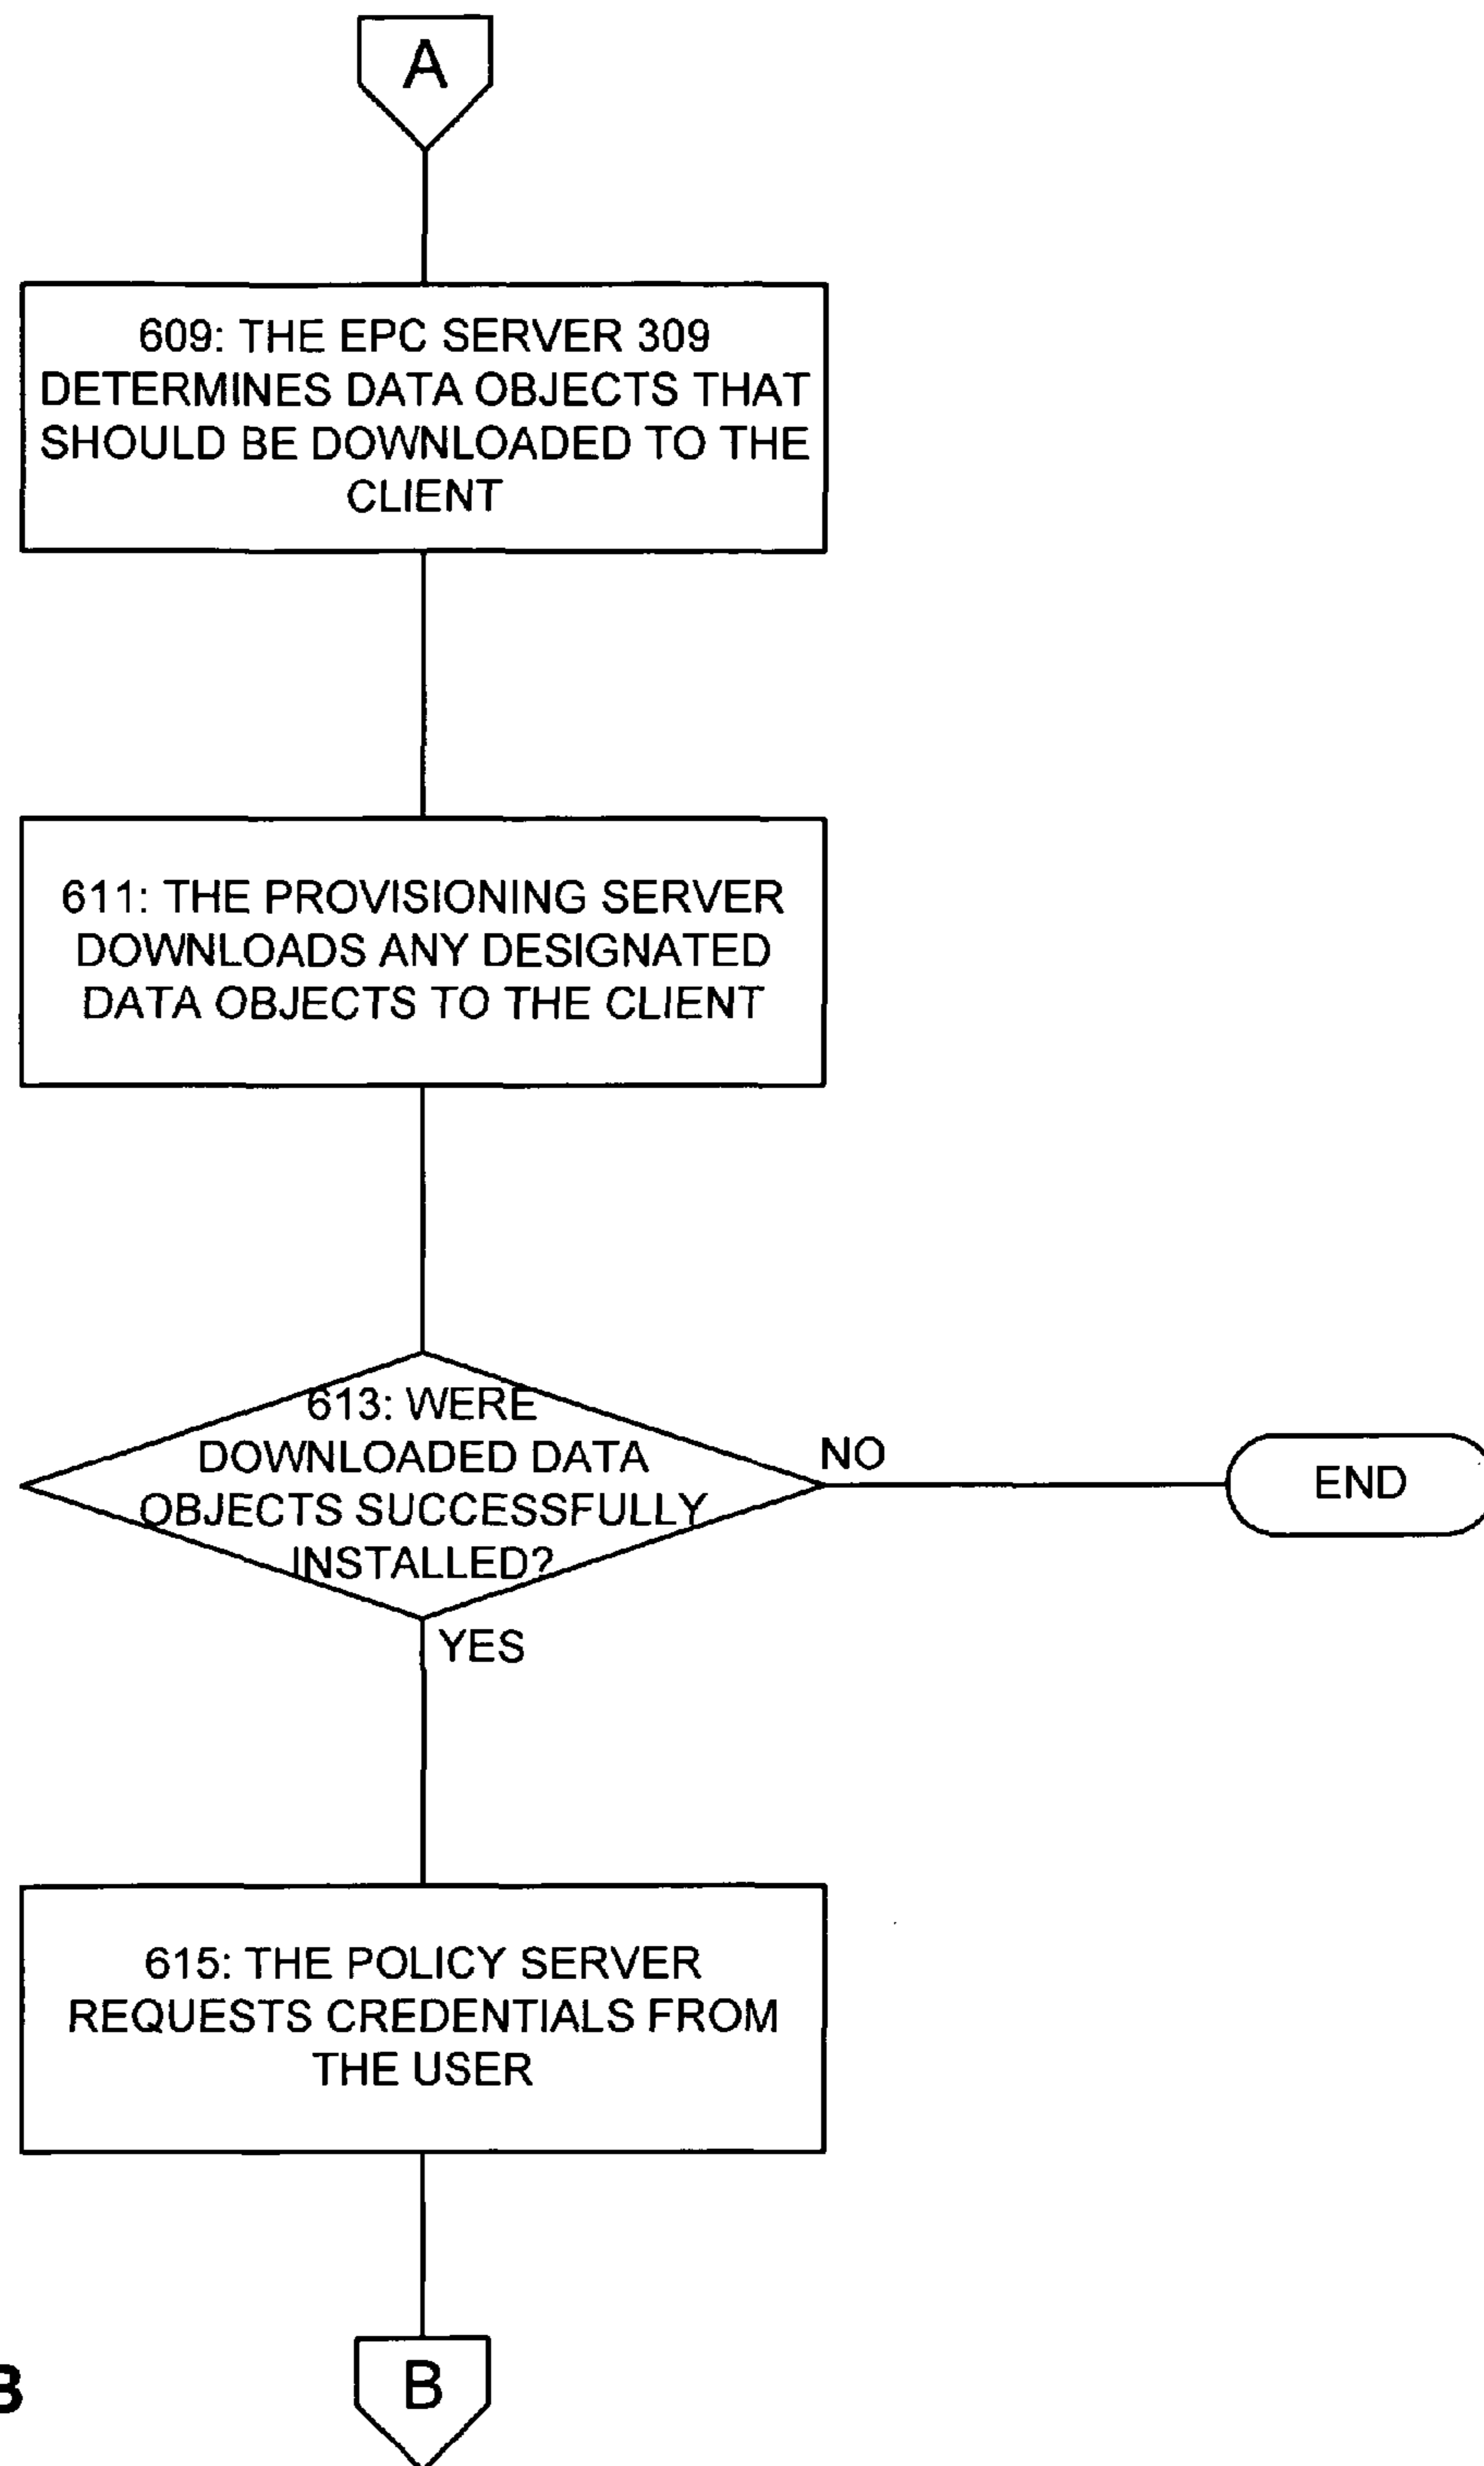 A
609: THE EPC SERVER 309
DETERMINES DATA OBJECTS THAT
SHOULD BE DOWNLOADED TO THE
CLIENT
611: THE PROVISIONING SERVER
DOWNLOADS ANY DESIGNATED
DATA OBJECTS TO THE CLIENT
613: WERE
DOWNLOADED DATA
OBJECTS SUCCESSFULLY
INSTALLED?
NO
END
YES
615: THE POLICY SERVER
REQUESTS CREDENTIALS FROM
THE USER
B
B